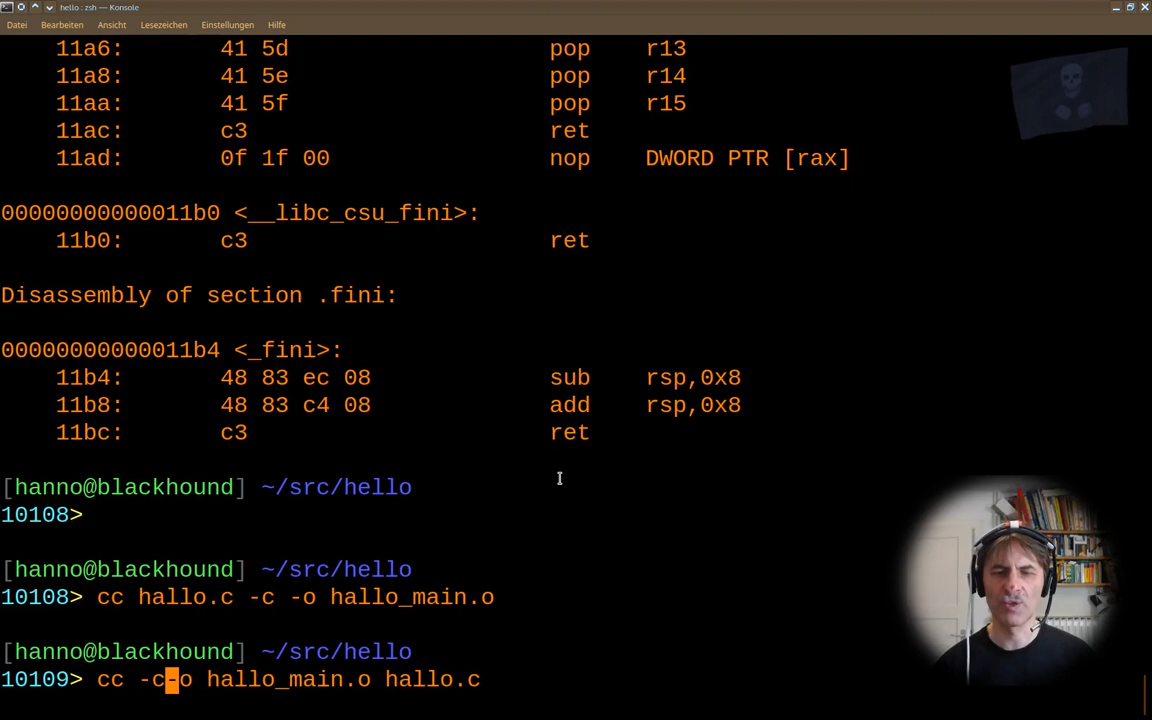 hello : zsh — Konsole
Datei Bearbeiten Ansicht Lesezeichen Einstellungen Hilfe
11a6: 41 5d pop r13
11a8: 41 5e pop r14
11aa: 41 5f pop r15
11ac: c3 ret
11ad: 0f 1f 00 nop DWORD PTR [rax]
00000000000011b0 <__libc_csu_fini>:
11b0: c3 ret
Disassembly of section .fini:
00000000000011b4 <_fini>:
11b4: 48 83 ec 08 sub rsp,0x8
11b8: 48 83 c4 08 add rsp,0x8
11bc: c3 ret
[hanno@blackhound] ~/src/hello
10108>
[hanno@blackhound] ~/src/hello
10108> cc hallo.c -c -o hallo_main.o
[hanno@blackhound] ~/src/hello
10109> cc -c-o hallo_main.o hallo.c